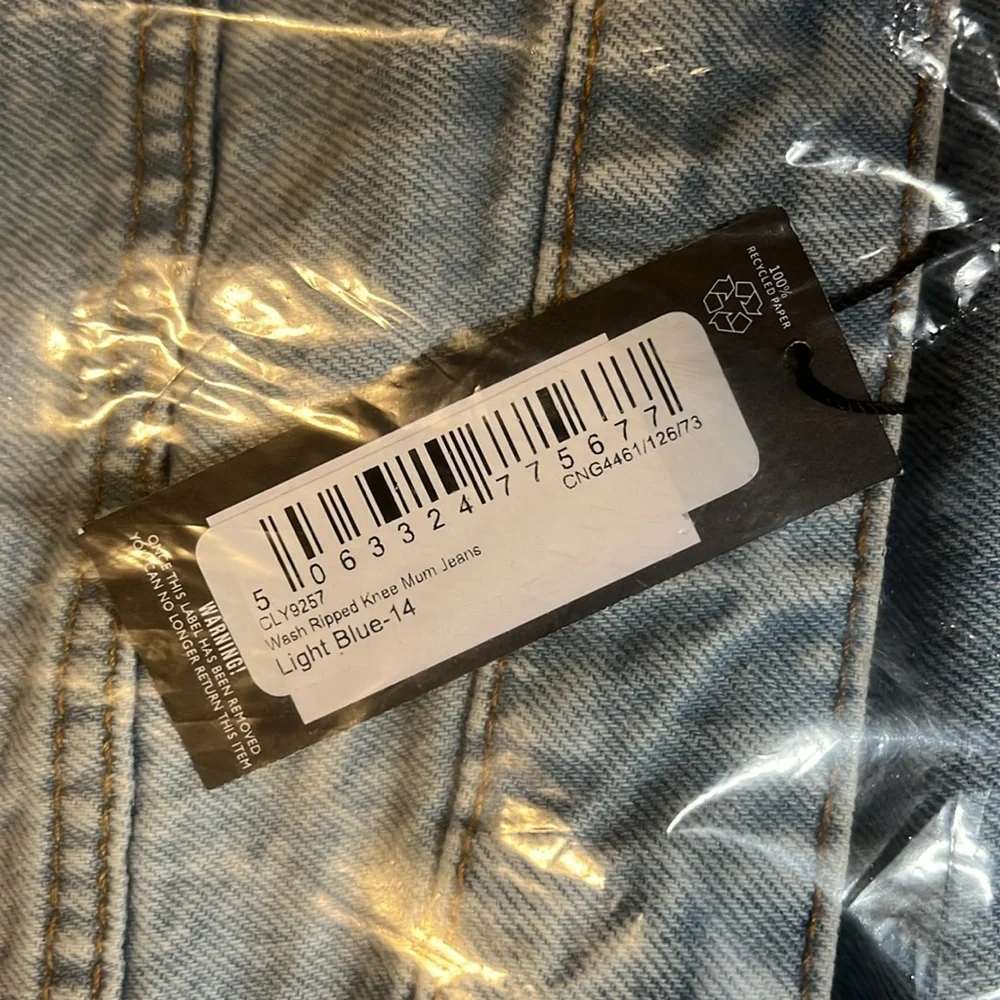 100%
RECYCLED PAPER
5 063324 775677
CNG4461/126/73
CLY9257
Wash Ripped Knee Mum Jeans
Light Blue-14
WARNING!
ONCE THIS LABEL HAS BEEN REMOVED
YOU CAN NO LONGER RETURN THIS ITEM